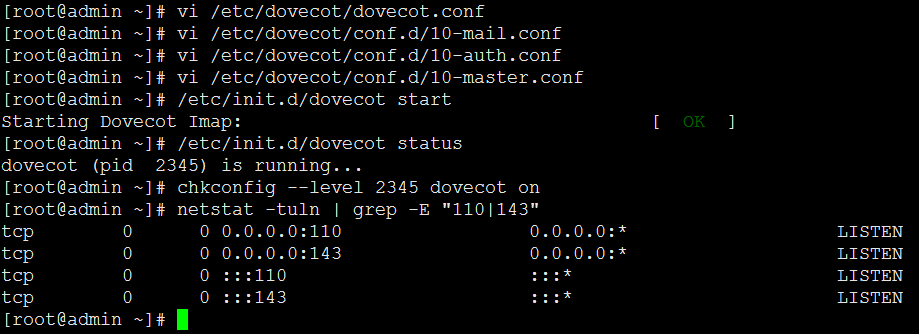 [root@admin ~]# vi /etc/dovecot/dovecot.conf
[root@admin ~]# vi /etc/dovecot/conf.d/10-mail.conf
[root@admin ~]# vi /etc/dovecot/conf.d/10-auth.conf
[root@admin ~]# vi /etc/dovecot/conf.d/10-master.conf
[root@admin ~]# /etc/init.d/dovecot start
Starting Dovecot Imap:                                     [  OK  ]
[root@admin ~]# /etc/init.d/dovecot status
dovecot (pid  2345) is running...
[root@admin ~]# chkconfig --level 2345 dovecot on
[root@admin ~]# netstat -tuln | grep -E "110|143"
tcp        0      0 0.0.0.0:110                 0.0.0.0:*                   LISTEN
tcp        0      0 0.0.0.0:143                 0.0.0.0:*                   LISTEN
tcp        0      0 :::110                      :::*                        LISTEN
tcp        0      0 :::143                      :::*                        LISTEN
[root@admin ~]#